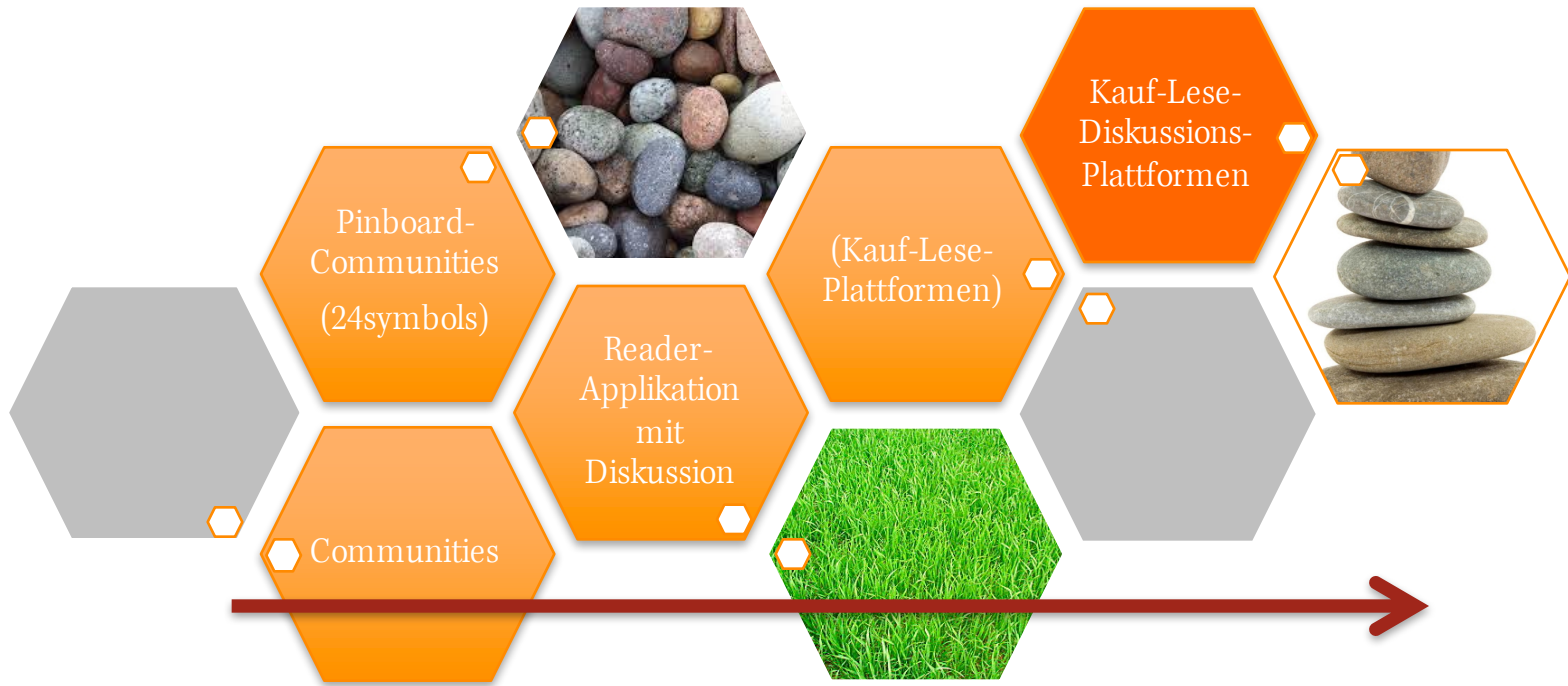 Pinboard-
Communities
(24symbols)
Communities
Reader-
Applikation
mit
Diskussion
(Kauf-Lese-
Plattformen)
Kauf-Lese-
Diskussions-
Plattformen